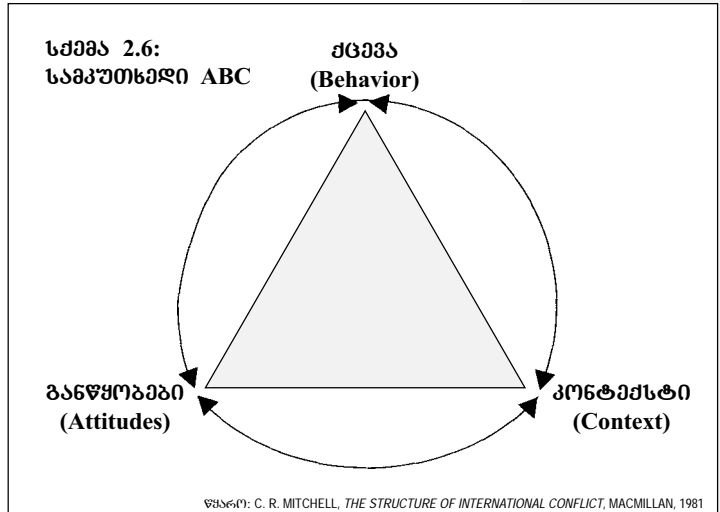 სქემა 2.6:
სამკუთხედი ABC
ქცევა
(Behavior)
განწყობები
(Attitudes)
კონტექსტი
(Context)
წყარო: C. R. MITCHELL, THE STRUCTURE OF INTERNATIONAL CONFLICT, MACMILLAN, 1981